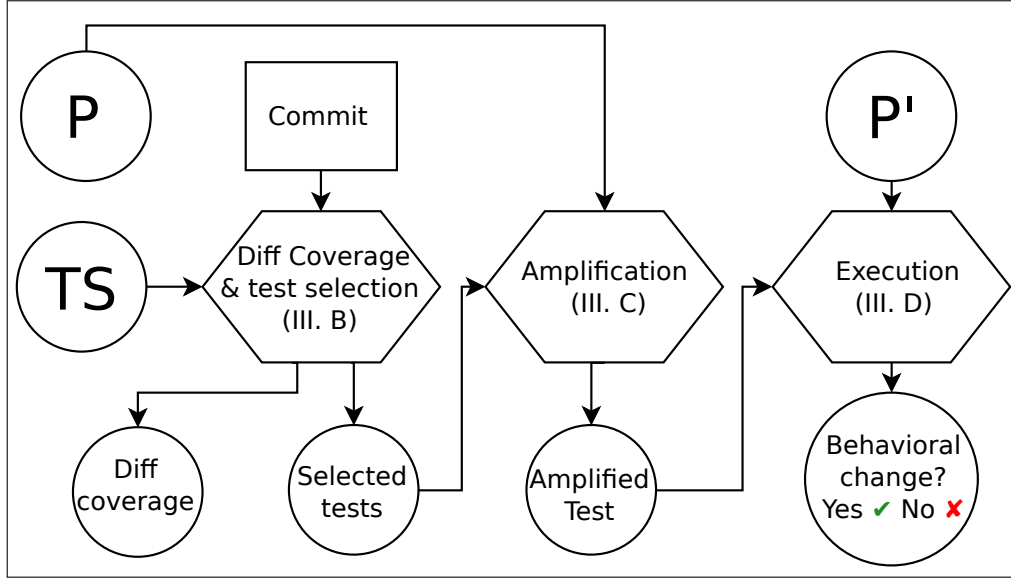 P
Commit
P'
TS
Diff Coverage
& test selection
(III. B)
Amplification
(III. C)
Execution
(III. D)
Diff
coverage
Selected
tests
Amplified
Test
Behavioral
change?
Yes ✔ No ✘